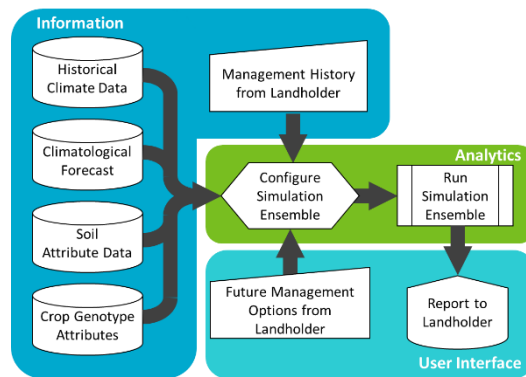 Information
Historical
Climate Data
Management History
from Landholder
Climatological
Forecast
Analytics
Configure
Simulation
Ensemble
Run
Simulation
Ensemble
Soil
Attribute Data
Crop Genotype
Attributes
Future Management
Options from
Landholder
Report to
Landholder
User Interface